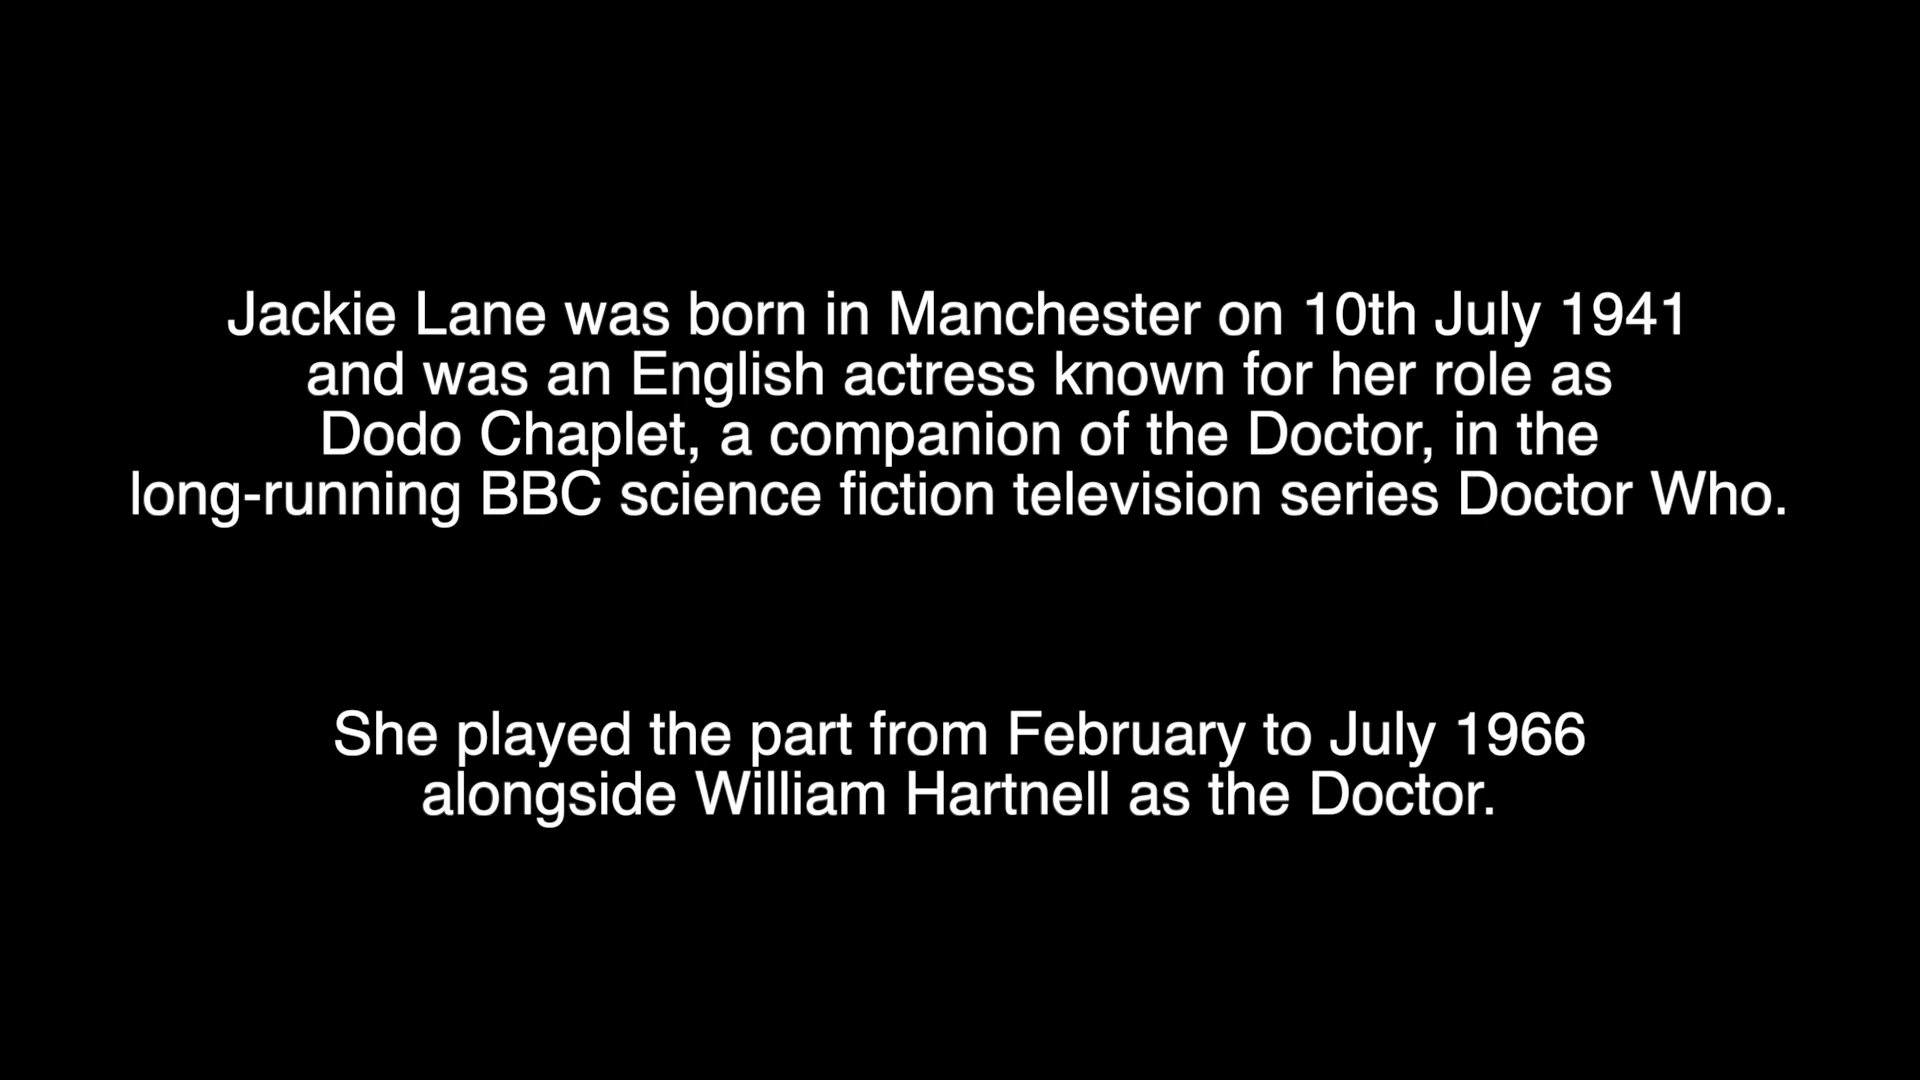 Jackie Lane was born in Manchester on 10th July 1941
and was an English actress known for her role as
Dodo Chaplet, a companion of the Doctor, in the
long-running BBC science fiction television series Doctor Who.
She played the part from February to July 1966
alongside William Hartnell as the Doctor.